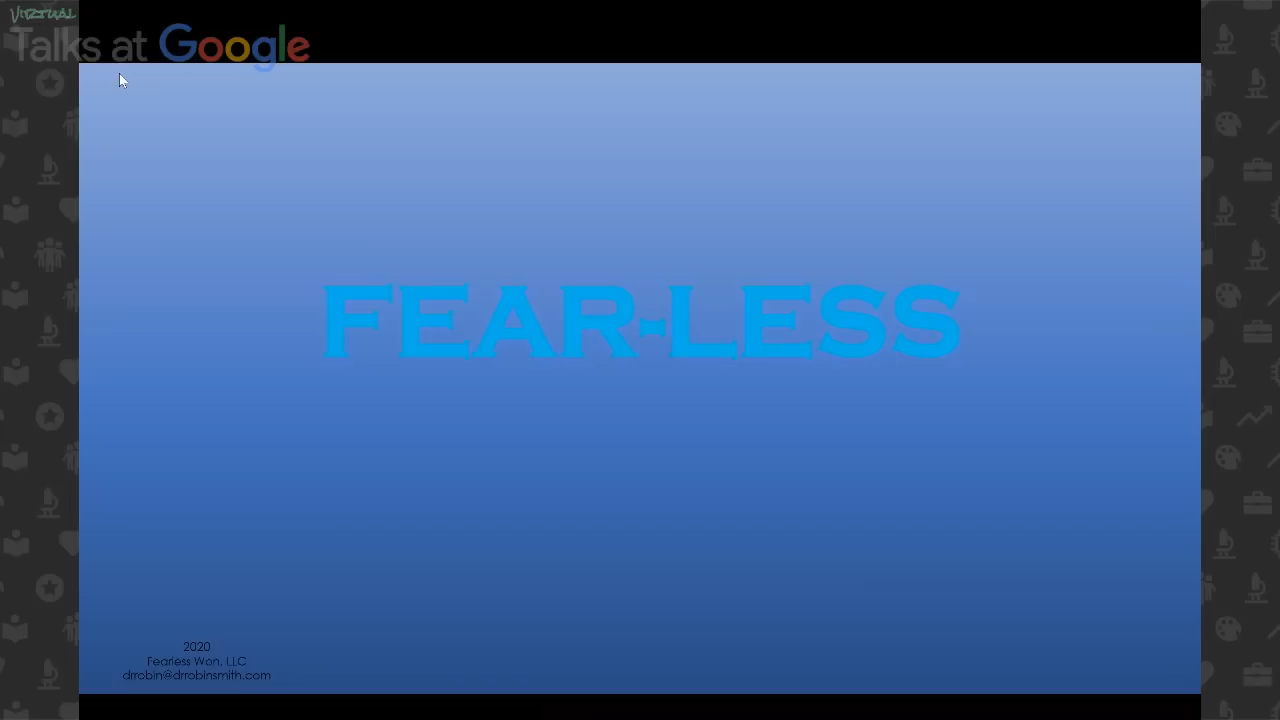 VIRTUAL
Talks at Google
FEAR-LESS
2020
Fearless Won, LLC
drrobin@drrobinsmith.com